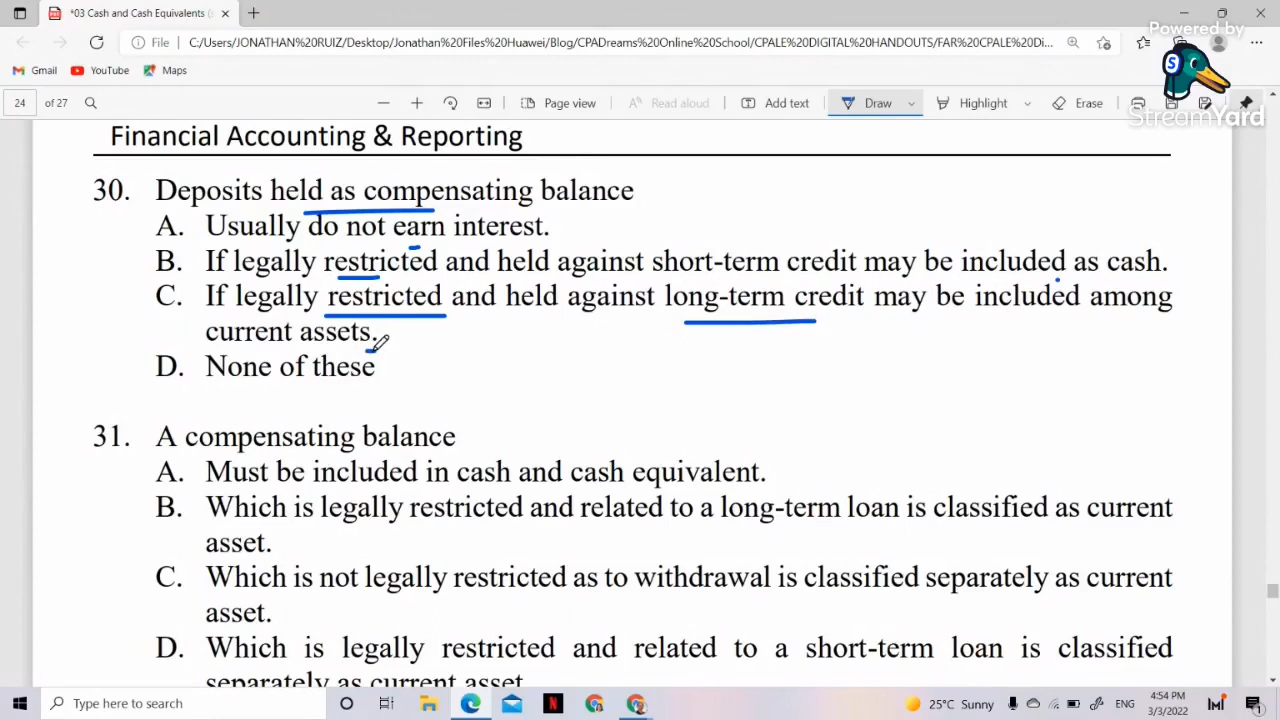 *03 Cash and Cash Equivalents (s
Powered by
StreamYard
File
C:/Users/JONATHAN%20RUIZ/Desktop/Jonathan%20Files%20Huawei/Blog/CPADreams%20Online%20School/CPALE%20DIGITAL%20HANDOUTS/FAR%20CPALE%20Di...
Gmail YouTube Maps
24 of 27 Page view Read aloud Add text Draw Highlight Erase
Financial Accounting & Reporting
30. Deposits held as compensating balance
A. Usually do not earn interest.
B. If legally restricted and held against short-term credit may be included as cash.
C. If legally restricted and held against long-term credit may be included among
current assets.
D. None of these
31. A compensating balance
A. Must be included in cash and cash equivalent.
B. Which is legally restricted and related to a long-term loan is classified as current
asset.
C. Which is not legally restricted as to withdrawal is classified separately as current
asset.
D. Which is legally restricted and related to a short-term loan is classified
separately as current asset.
Type here to search
25°C Sunny
4:54 PM
3/3/2022